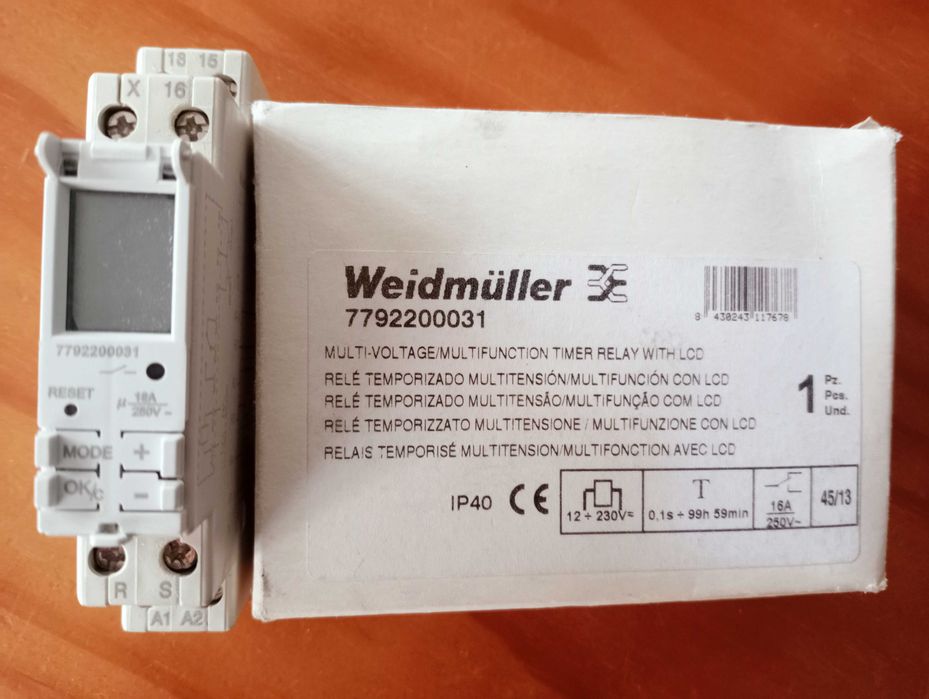 18 15
X 16
7792200031
RESET
μ 16A
250V~
MODE +
OK/C -
R S
A1 A2
Weidmüller
7792200031
8 430243 117678
MULTI-VOLTAGE/MULTIFUNCTION TIMER RELAY WITH LCD
RELÉ TEMPORIZADO MULTITENSIÓN/MULTIFUNCIÓN CON LCD
RELÉ TEMPORIZADO MULTITENSÃO/MULTIFUNÇÃO COM LCD
RELÉ TEMPORIZZATO MULTITENSIONE / MULTIFUNZIONE CON LCD
RELAIS TEMPORISÉ MULTITENSION/MULTIFONCTION AVEC LCD
1 Pz.
Pcs.
Und.
IP40 CE
12 ÷ 230V≂
T
0,1s ÷ 99h 59min
16A
250V~
45/13